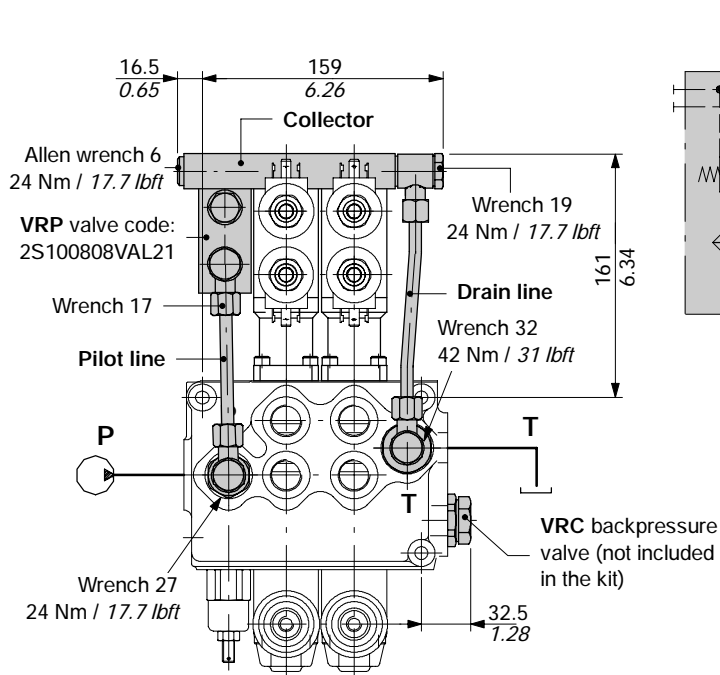 16.5
0.65
159
6.26
Collector
Allen wrench 6
24 Nm / 17.7 lbft
VRP valve code:
2S100808VAL21
Wrench 17
Pilot line
P
Wrench 27
24 Nm / 17.7 lbft
Wrench 19
24 Nm / 17.7 lbft
161
6.34
Drain line
Wrench 32
42 Nm / 31 lbft
T
T
VRC backpressure
valve (not included
in the kit)
32.5
1.28